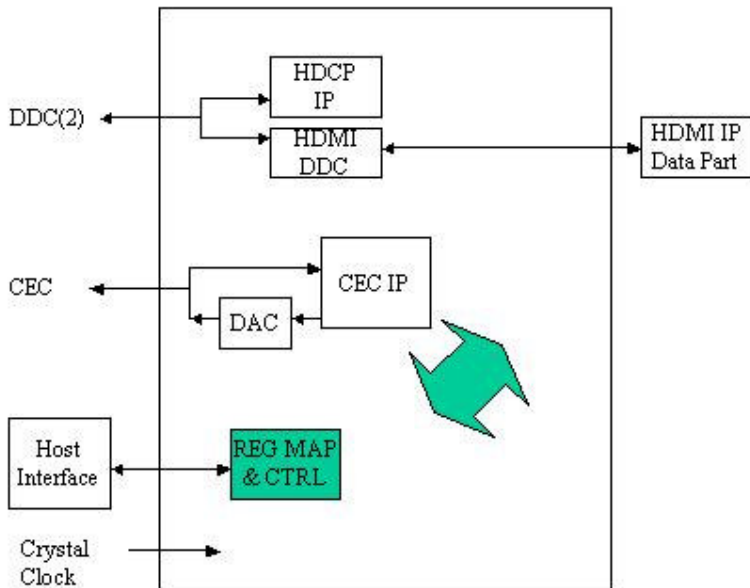 HDCP
IP
DDC(2)
HDMI
DDC
HDMI IP
Data Part
CEC
CEC IP
DAC
Host
Interface
REG MAP
& CTRL
Crystal
Clock